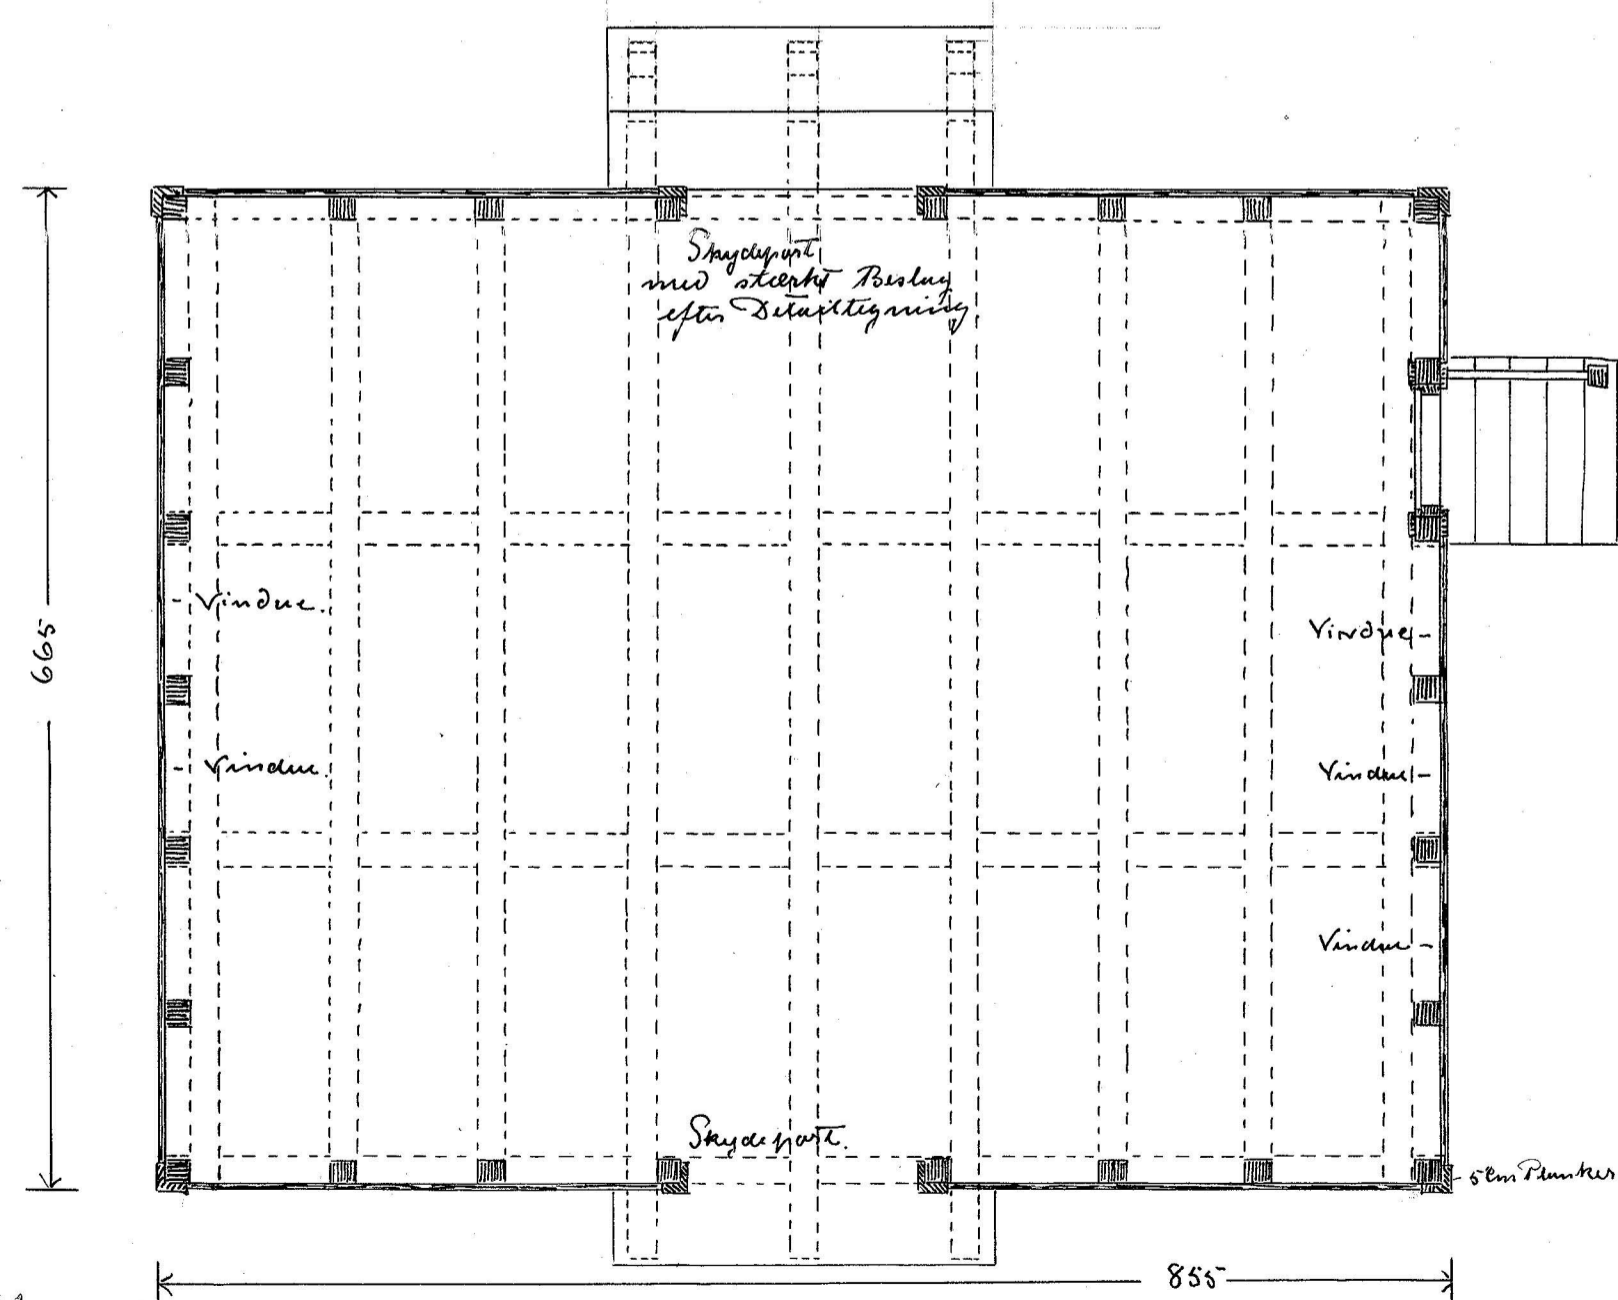 Skydeport
med stærkt Beslag
efter Detailtegning.
665
Vindue.
Vindue
Vindue.
Vindue
Vindue
Skydeport.
5 cm Planker
855